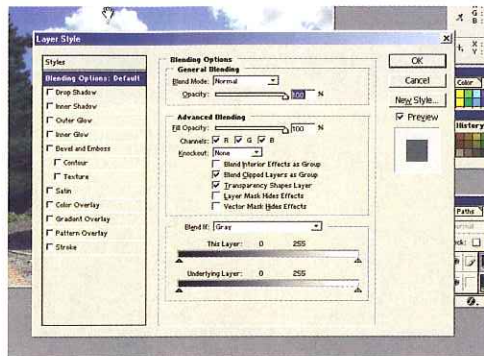 Layer Style
Styles
Blending Options: Default
Drop Shadow
Inner Shadow
Outer Glow
Inner Glow
Bevel and Emboss
Contour
Texture
Satin
Color Overlay
Gradient Overlay
Pattern Overlay
Stroke
Blending Options
General Blending
Blend Mode: Normal
Opacity: 100 %
Advanced Blending
Fill Opacity: 100 %
Channels: R G B
Knockout: None
Blend Interior Effects as Group
Blend Clipped Layers as Group
Transparency Shapes Layer
Layer Mask Hides Effects
Vector Mask Hides Effects
Blend If: Gray
This Layer: 0 255
Underlying Layer: 0 255
OK
Cancel
New Style...
Preview
G
B
X
Y
Color
History
Paths